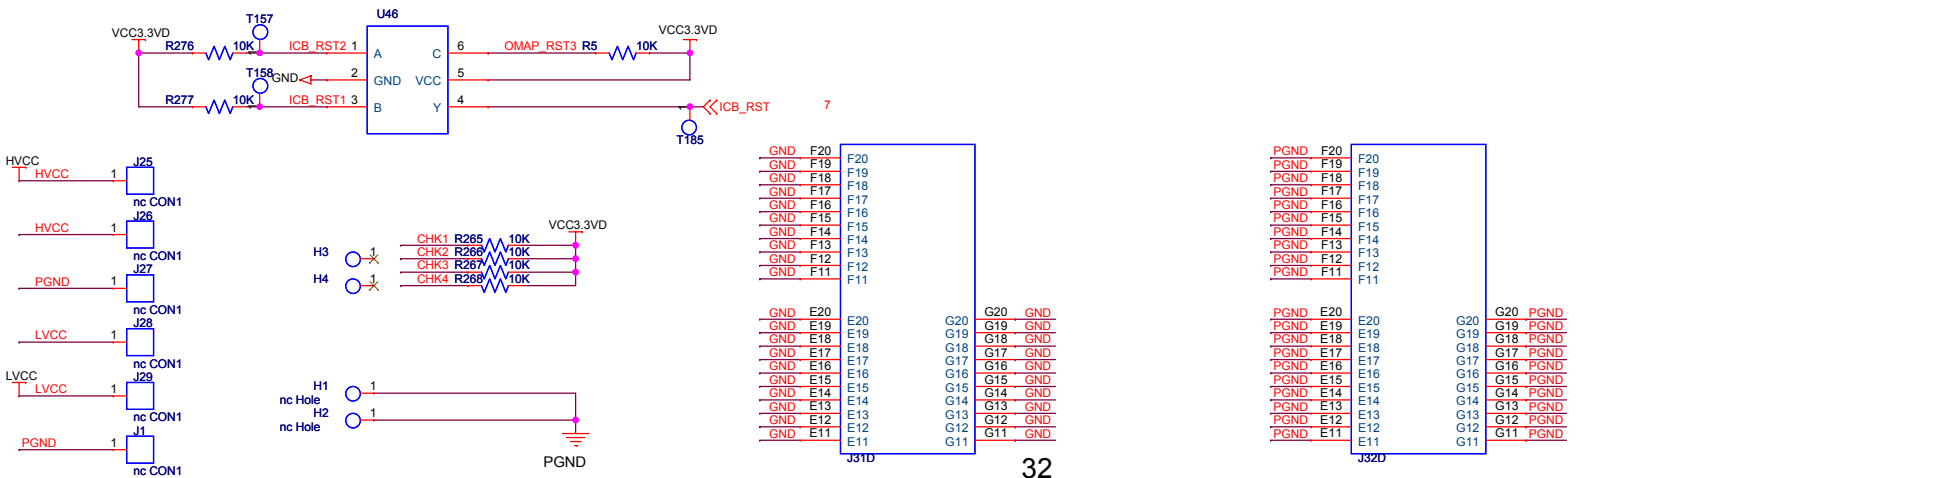 U46
T157
VCC3.3VD
R276 10K ICB_RST2 1 A C 6 OMAP_RST3 R5 10K
VCC3.3VD
T158 GND 2 GND VCC 5
R277 10K ICB_RST1 3 B Y 4 ICB_RST 7
T185
HVCC
HVCC 1 J25
nc CON1
HVCC 1 J26
nc CON1
PGND 1 J27
nc CON1
LVCC 1 J28
nc CON1
LVCC
LVCC 1 J29
nc CON1
PGND 1 J1
nc CON1
H3 1
H4 1
VCC3.3VD
CHK1 R265 10K
CHK2 R266 10K
CHK3 R267 10K
CHK4 R268 10K
H1 1
nc Hole
H2 1
nc Hole
PGND
GND F20 F20
GND F19 F19
GND F18 F18
GND F17 F17
GND F16 F16
GND F15 F15
GND F14 F14
GND F13 F13
GND F12 F12
GND F11 F11
GND E20 E20 G20 G20 GND
GND E19 E19 G19 G19 GND
GND E18 E18 G18 G18 GND
GND E17 E17 G17 G17 GND
GND E16 E16 G16 G16 GND
GND E15 E15 G15 G15 GND
GND E14 E14 G14 G14 GND
GND E13 E13 G13 G13 GND
GND E12 E12 G12 G12 GND
GND E11 E11 G11 G11 GND
J31D
32
PGND F20 F20
PGND F19 F19
PGND F18 F18
PGND F17 F17
PGND F16 F16
PGND F15 F15
PGND F14 F14
PGND F13 F13
PGND F12 F12
PGND F11 F11
PGND E20 E20 G20 G20 PGND
PGND E19 E19 G19 G19 PGND
PGND E18 E18 G18 G18 PGND
PGND E17 E17 G17 G17 PGND
PGND E16 E16 G16 G16 PGND
PGND E15 E15 G15 G15 PGND
PGND E14 E14 G14 G14 PGND
PGND E13 E13 G13 G13 PGND
PGND E12 E12 G12 G12 PGND
PGND E11 E11 G11 G11 PGND
J32D